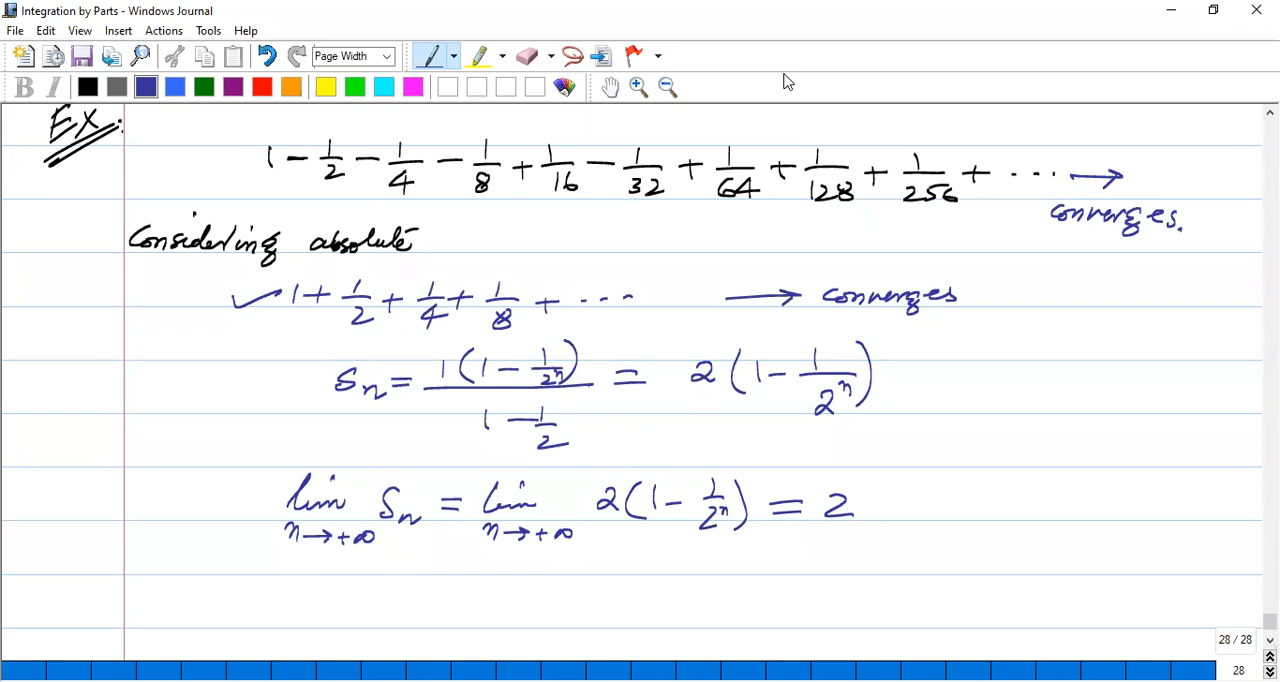 Integration by Parts - Windows Journal
File Edit View Insert Actions Tools Help
Page Width
B I
Ex:
1 - 1/2 - 1/4 - 1/8 + 1/16 - 1/32 + 1/64 + 1/128 + 1/256 + ... → converges.
Considering absolute
✓ 1 + 1/2 + 1/4 + 1/8 + ... → converges
Sn = 1(1 - 1/2^n) / (1 - 1/2) = 2(1 - 1/2^n)
lim n→+∞ Sn = lim n→+∞ 2(1 - 1/2^n) = 2
28 / 28
28